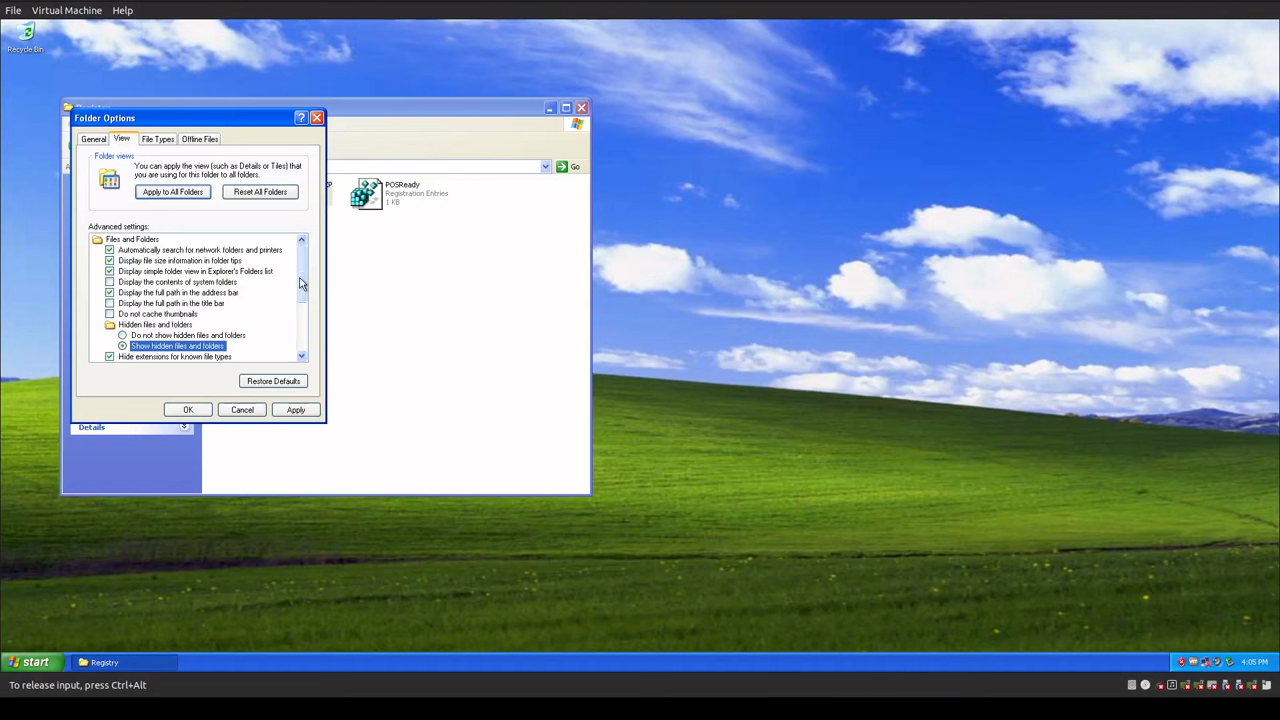 File Virtual Machine Help
Recycle Bin
Folder Options
General View File Types Offline Files
Folder views
You can apply the view (such as Details or Tiles) that
you are using for this folder to all folders.
Apply to All Folders Reset All Folders
Advanced settings:
Files and Folders
Automatically search for network folders and printers
Display file size information in folder tips
Display simple folder view in Explorer's Folders list
Display the contents of system folders
Display the full path in the address bar
Display the full path in the title bar
Do not cache thumbnails
Hidden files and folders
Do not show hidden files and folders
Show hidden files and folders
Hide extensions for known file types
Restore Defaults
OK Cancel Apply
Go
POSReady
Registration Entries
1 KB
Details
start Registry 4:05 PM
To release input, press Ctrl+Alt